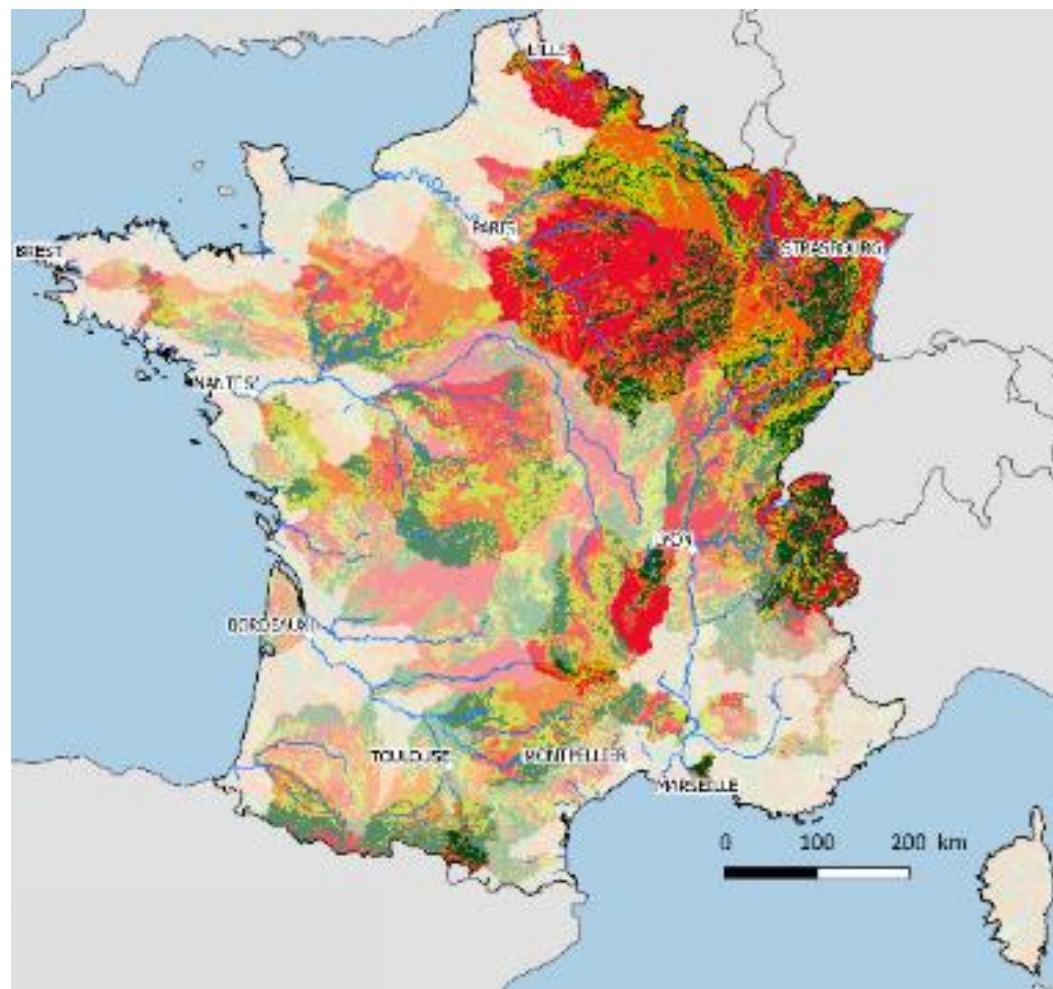 LILLE
PARIS
STRASBOURG
BREST
NANTES
LYON
BORDEAUX
TOULOUSE
MONTPELLIER
MARSEILLE
0 100 200 km